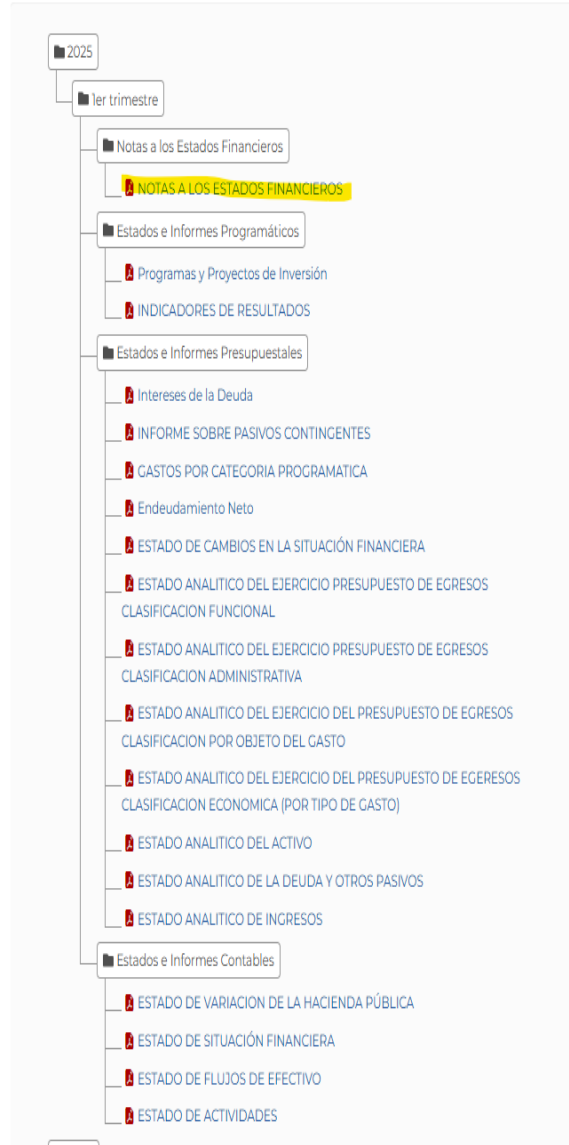 2025
1er trimestre
Notas a los Estados Financieros
NOTAS A LOS ESTADOS FINANCIEROS
Estados e Informes Programáticos
Programas y Proyectos de Inversión
INDICADORES DE RESULTADOS
Estados e Informes Presupuestales
Intereses de la Deuda
INFORME SOBRE PASIVOS CONTINGENTES
GASTOS POR CATEGORIA PROGRAMATICA
Endeudamiento Neto
ESTADO DE CAMBIOS EN LA SITUACIÓN FINANCIERA
ESTADO ANALITICO DEL EJERCICIO PRESUPUESTO DE EGRESOS
CLASIFICACION FUNCIONAL
ESTADO ANALITICO DEL EJERCICIO PRESUPUESTO DE EGRESOS
CLASIFICACION ADMINISTRATIVA
ESTADO ANALITICO DEL EJERCICIO DEL PRESUPUESTO DE EGRESOS
CLASIFICACION POR OBJETO DEL GASTO
ESTADO ANALITICO DEL EJERCICIO DEL PRESUPUESTO DE EGERESOS
CLASIFICACION ECONOMICA (POR TIPO DE GASTO)
ESTADO ANALITICO DEL ACTIVO
ESTADO ANALITICO DE LA DEUDA Y OTROS PASIVOS
ESTADO ANALITICO DE INGRESOS
Estados e Informes Contables
ESTADO DE VARIACION DE LA HACIENDA PÚBLICA
ESTADO DE SITUACIÓN FINANCIERA
ESTADO DE FLUJOS DE EFECTIVO
ESTADO DE ACTIVIDADES